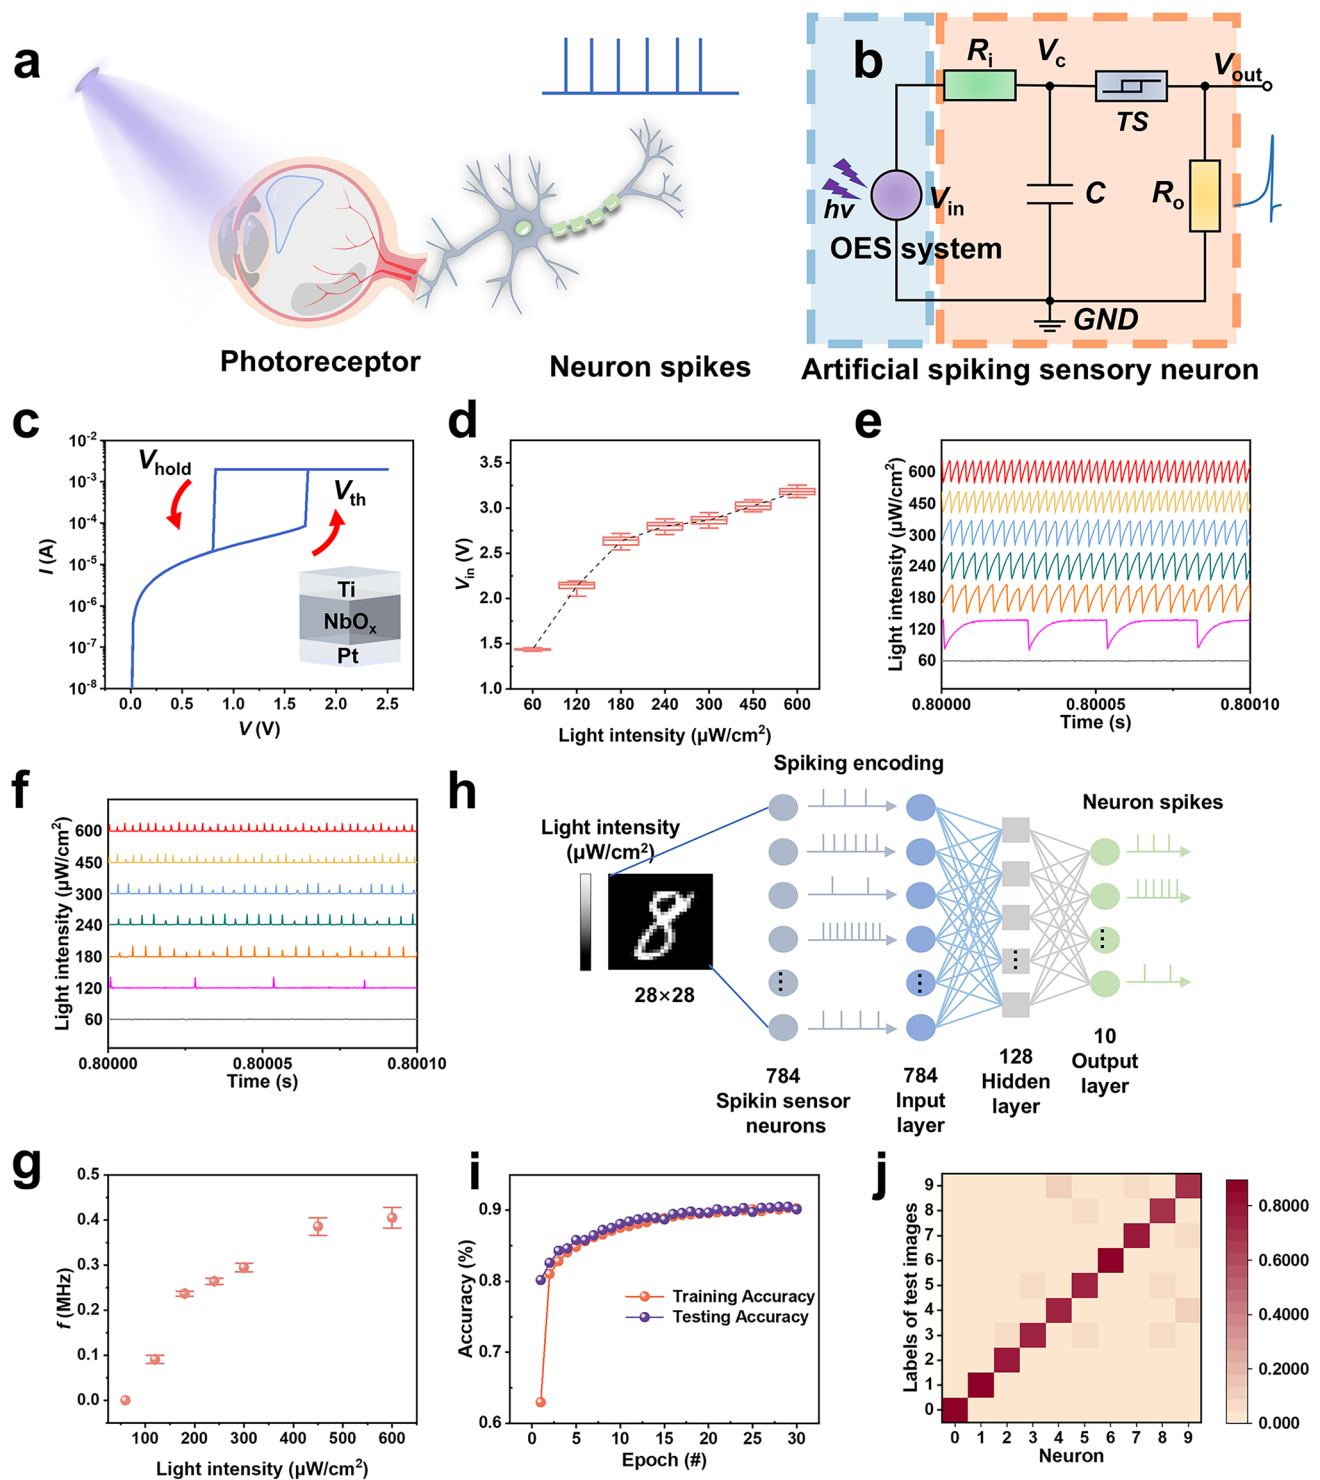 a
Photoreceptor
Neuron spikes
b
Ri
Vc
Vout
TS
hv
Vin
C
Ro
OES system
GND
Artificial spiking sensory neuron
c
10-2
10-3
10-4
10-5
10-6
10-7
10-8
I (A)
Vhold
Vth
Ti
NbOx
Pt
0.0 0.5 1.0 1.5 2.0 2.5
V (V)
d
3.5
3.0
2.5
2.0
1.5
1.0
Vin (V)
60 120 180 240 300 450 600
Light intensity (μW/cm2)
e
Light intensity (μW/cm2)
600
450
300
240
180
120
60
0.80000 0.80005 0.80010
Time (s)
f
Light intensity (μW/cm2)
600
450
300
240
180
120
60
0.80000 0.80005 0.80010
Time (s)
h
Spiking encoding
Neuron spikes
Light intensity
(μW/cm2)
28×28
784
Spikin sensor
neurons
784
Input
layer
128
Hidden
layer
10
Output
layer
g
0.5
0.4
0.3
0.2
0.1
0.0
f (MHz)
100 200 300 400 500 600
Light intensity (μW/cm2)
i
0.9
0.8
0.7
0.6
Accuracy (%)
Training Accuracy
Testing Accuracy
0 5 10 15 20 25 30
Epoch (#)
j
Labels of test images
9
8
7
6
5
4
3
2
1
0
0 1 2 3 4 5 6 7 8 9
Neuron
0.8000
0.6000
0.4000
0.2000
0.000